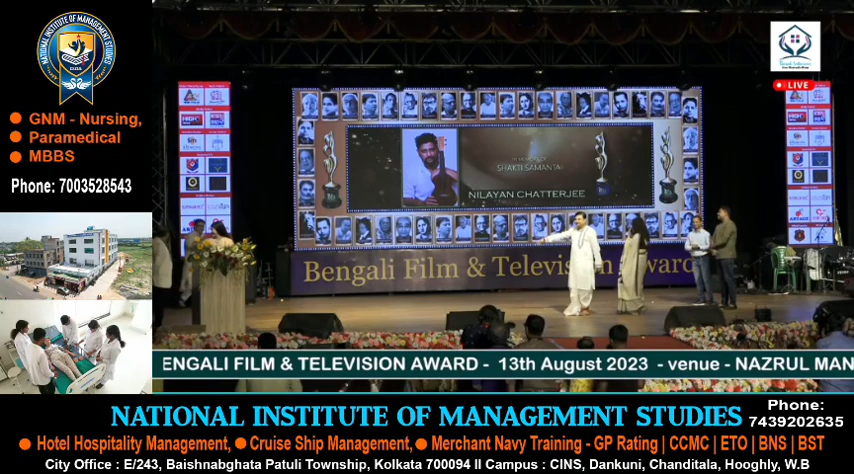 NATIONAL INSTITUTE OF MANAGEMENT STUDIES
GNM - Nursing,
Paramedical
MBBS
Phone: 7003528543
LIVE
IN MEMORY OF
SHAKTI SAMANTA
NILAYAN CHATTERJEE
Bengali Film & Television Award
ENGALI FILM & TELEVISION AWARD - 13th August 2023 - venue - NAZRUL MAN
NATIONAL INSTITUTE OF MANAGEMENT STUDIES
Phone:
7439202635
Hotel Hospitality Management, Cruise Ship Management, Merchant Navy Training - GP Rating | CCMC | ETO | BNS | BST
City Office : E/243, Baishnabghata Patuli Township, Kolkata 700094 II Campus : CINS, Dankuni, Chanditala, Hooghly, W.B